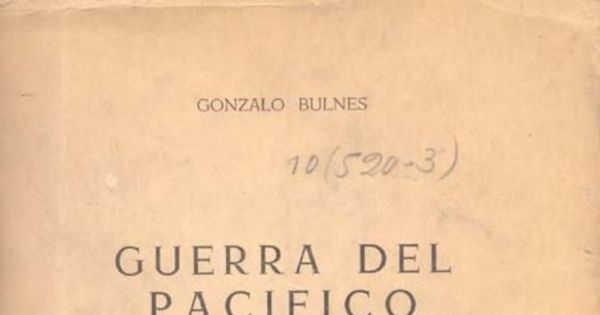 GONZALO BULNES
10(520-3)
GUERRA DEL
PACIFICO